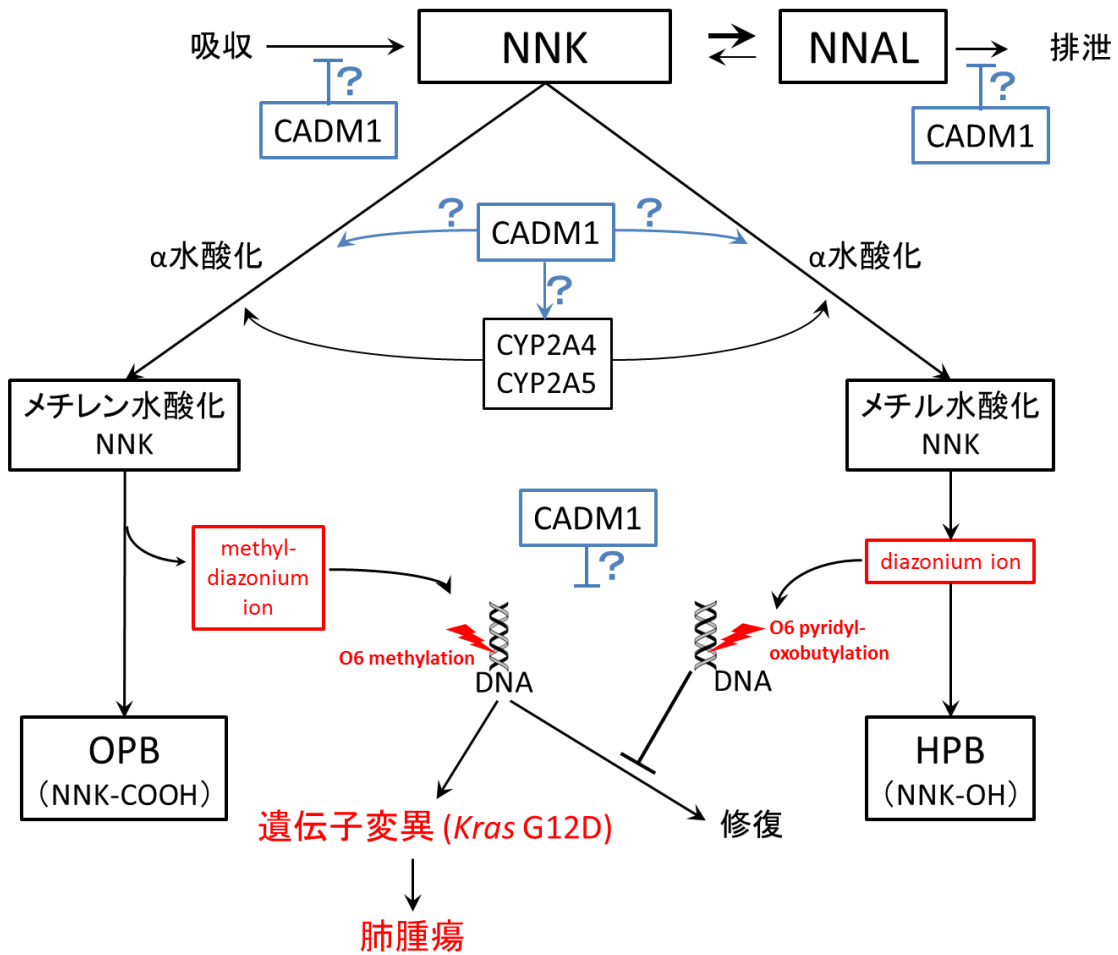 吸収
NNK
NNAL
排泄
?
CADM1
?
CADM1
?
CADM1
?
α水酸化
α水酸化
?
CYP2A4
CYP2A5
メチレン水酸化
NNK
メチル水酸化
NNK
CADM1
?
methyl-
diazonium
ion
diazonium ion
O6 methylation
DNA
O6 pyridyl-
oxobutylation
DNA
OPB
（NNK-COOH）
HPB
（NNK-OH）
遺伝子変異 (Kras G12D)
修復
肺腫瘍